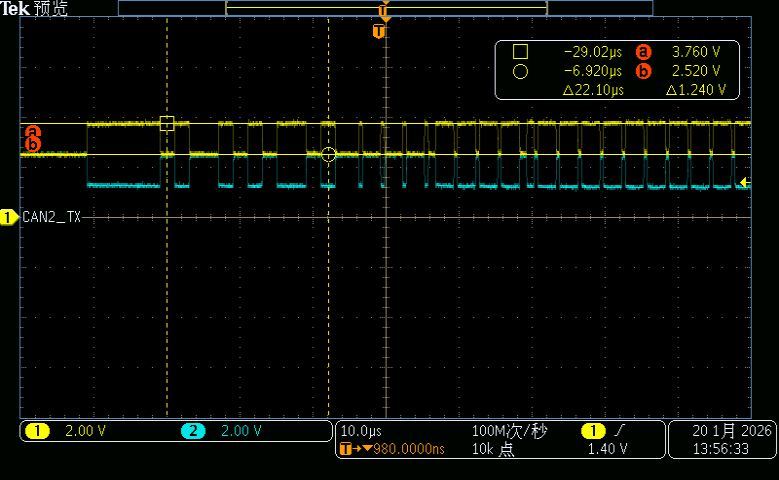 Tek 预览
T
T
-29.02µs a 3.760 V
-6.920µs b 2.520 V
△22.10µs △1.240 V
a
b
1 CAN2_TX
1 2.00 V 2 2.00 V
10.0µs 100M次/秒 1
T→▼980.0000ns 10k 点 1.40 V
20 1月 2026
13:56:33